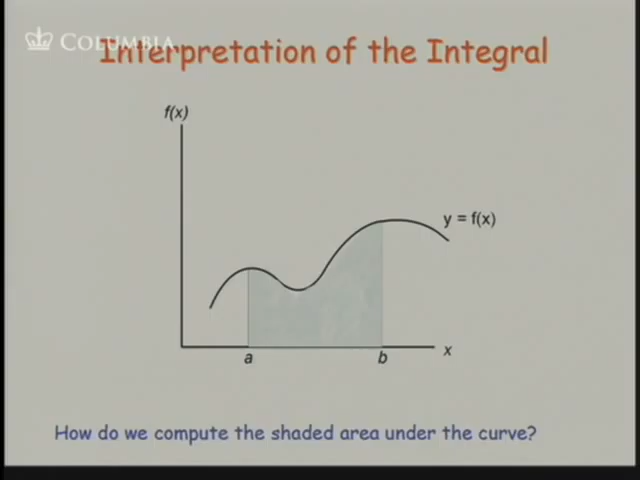 COLUMBIA
Interpretation of the Integral
f(x)
y = f(x)
x
a
b
How do we compute the shaded area under the curve?